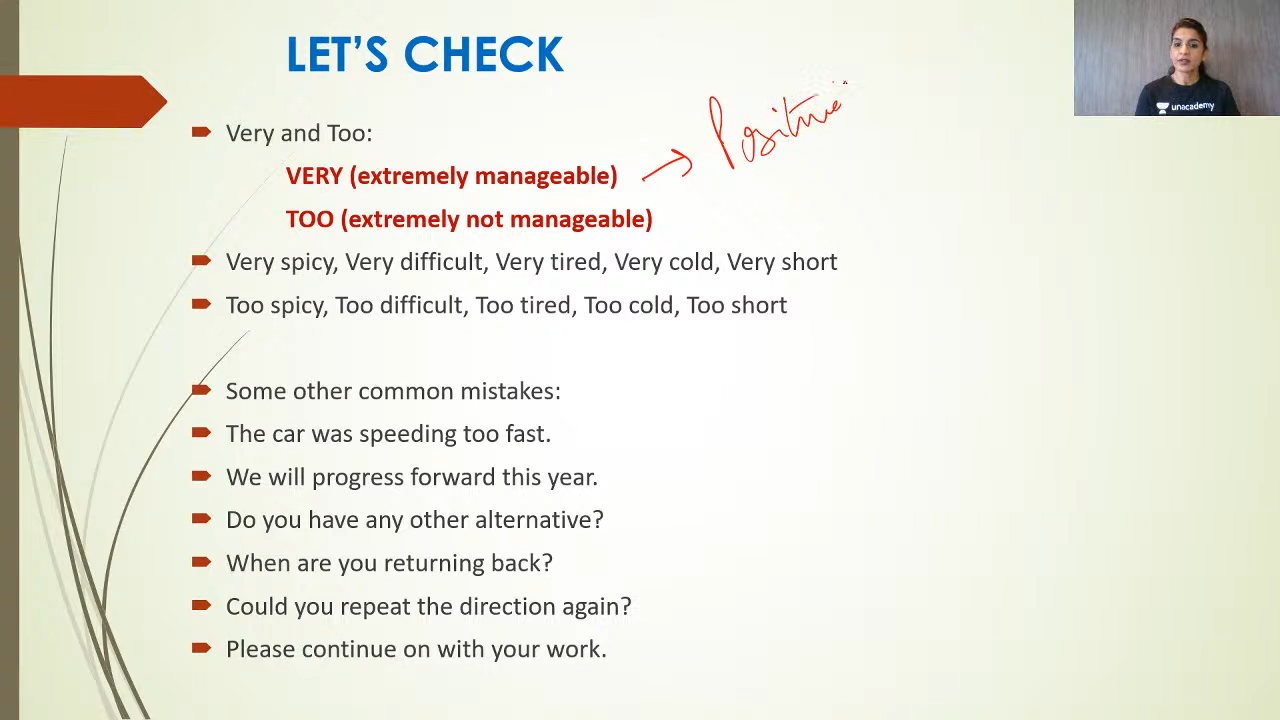 LET'S CHECK
unacademy
Positive
Very and Too:
VERY (extremely manageable)
TOO (extremely not manageable)
Very spicy, Very difficult, Very tired, Very cold, Very short
Too spicy, Too difficult, Too tired, Too cold, Too short
Some other common mistakes:
The car was speeding too fast.
We will progress forward this year.
Do you have any other alternative?
When are you returning back?
Could you repeat the direction again?
Please continue on with your work.